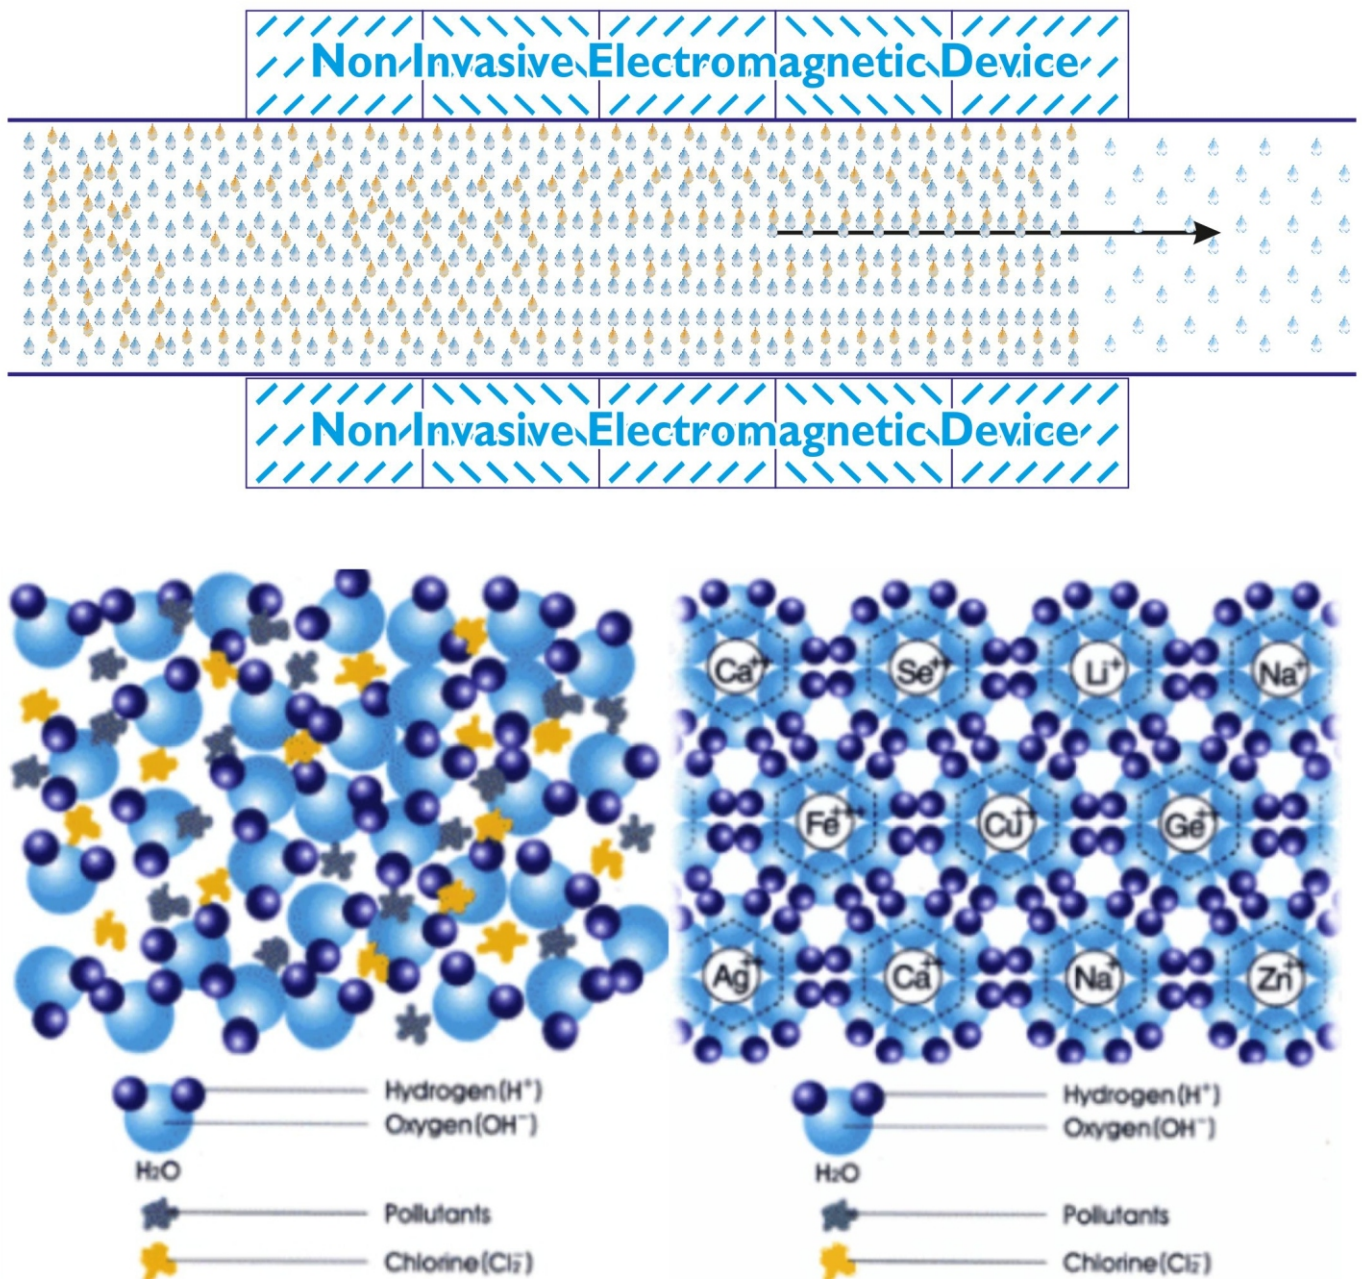 Non Invasive Electromagnetic Device
Non Invasive Electromagnetic Device
Ca++ Se++ Li+ Na+
Fe+++ Cu++ Ge++
Ag++ Ca++ Na+ Zn++
Hydrogen(H+)
Oxygen(OH−)
H2O
Pollutants
Chlorine(Cl2−)
Hydrogen(H+)
Oxygen(OH−)
H2O
Pollutants
Chlorine(Cl2−)